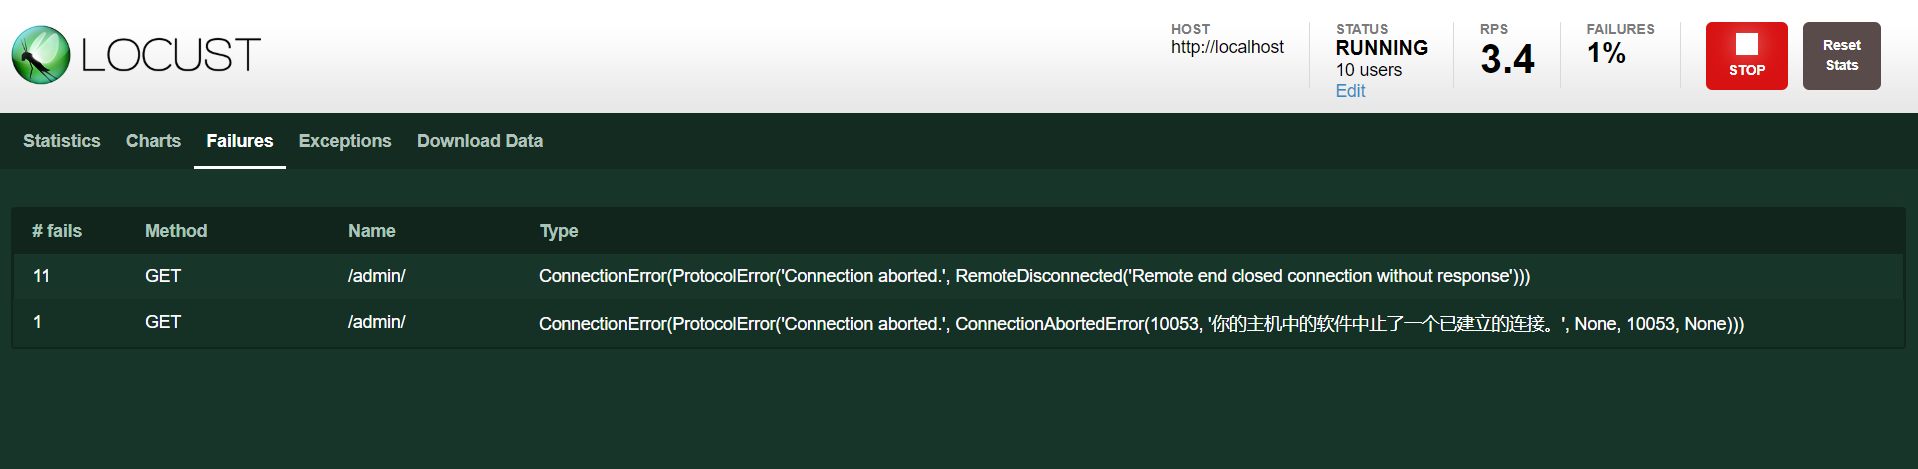 LOCUST
HOST
http://localhost
STATUS
RUNNING
10 users
Edit
RPS
3.4
FAILURES
1%
STOP
Reset
Stats
Statistics Charts Failures Exceptions Download Data
# fails Method Name Type
11 GET /admin/ ConnectionError(ProtocolError('Connection aborted.', RemoteDisconnected('Remote end closed connection without response')))
1 GET /admin/ ConnectionError(ProtocolError('Connection aborted.', ConnectionAbortedError(10053, '你的主机中的软件中止了一个已建立的连接。', None, 10053, None)))